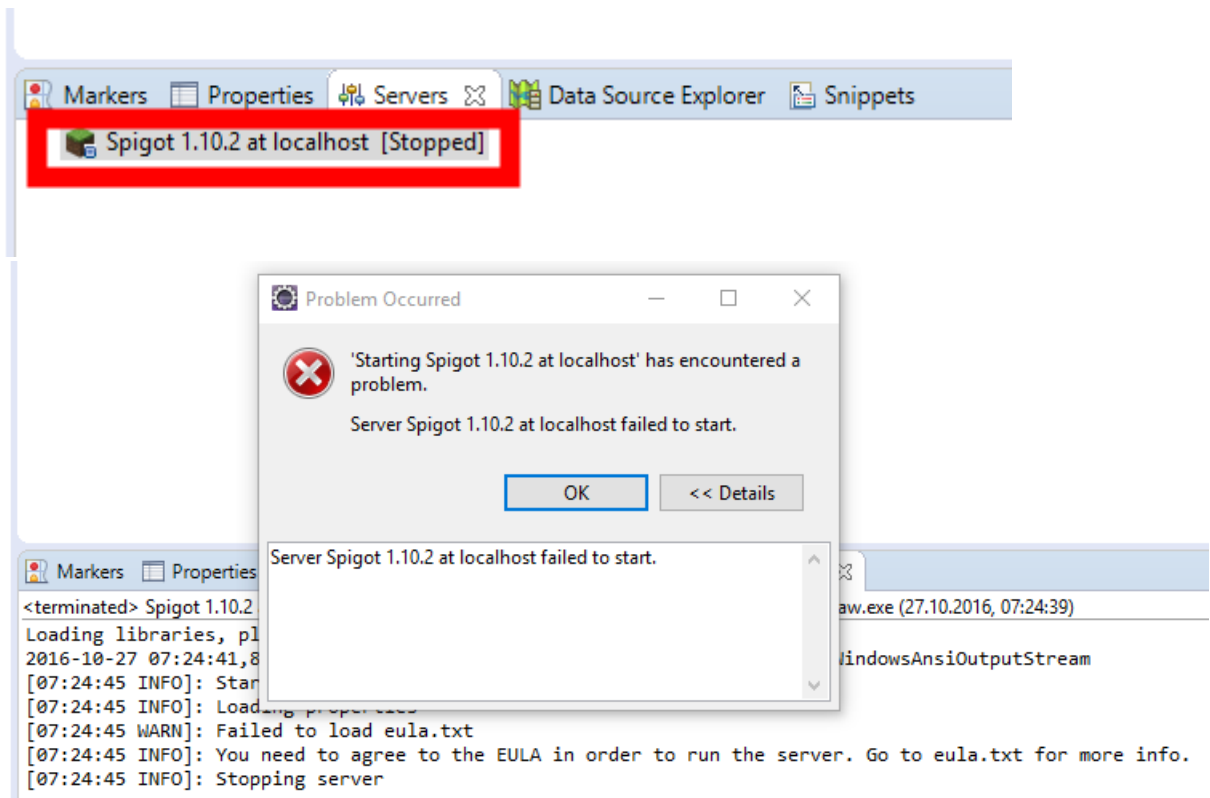 Markers Properties Servers Data Source Explorer Snippets
Spigot 1.10.2 at localhost [Stopped]
Problem Occurred
'Starting Spigot 1.10.2 at localhost' has encountered a
problem.
Server Spigot 1.10.2 at localhost failed to start.
OK << Details
Server Spigot 1.10.2 at localhost failed to start.
Markers Properties
<terminated> Spigot 1.10.2 aw.exe (27.10.2016, 07:24:39)
Loading libraries, pl
2016-10-27 07:24:41,8 WindowsAnsiOutputStream
[07:24:45 INFO]: Star
[07:24:45 INFO]: Loading properties
[07:24:45 WARN]: Failed to load eula.txt
[07:24:45 INFO]: You need to agree to the EULA in order to run the server. Go to eula.txt for more info.
[07:24:45 INFO]: Stopping server